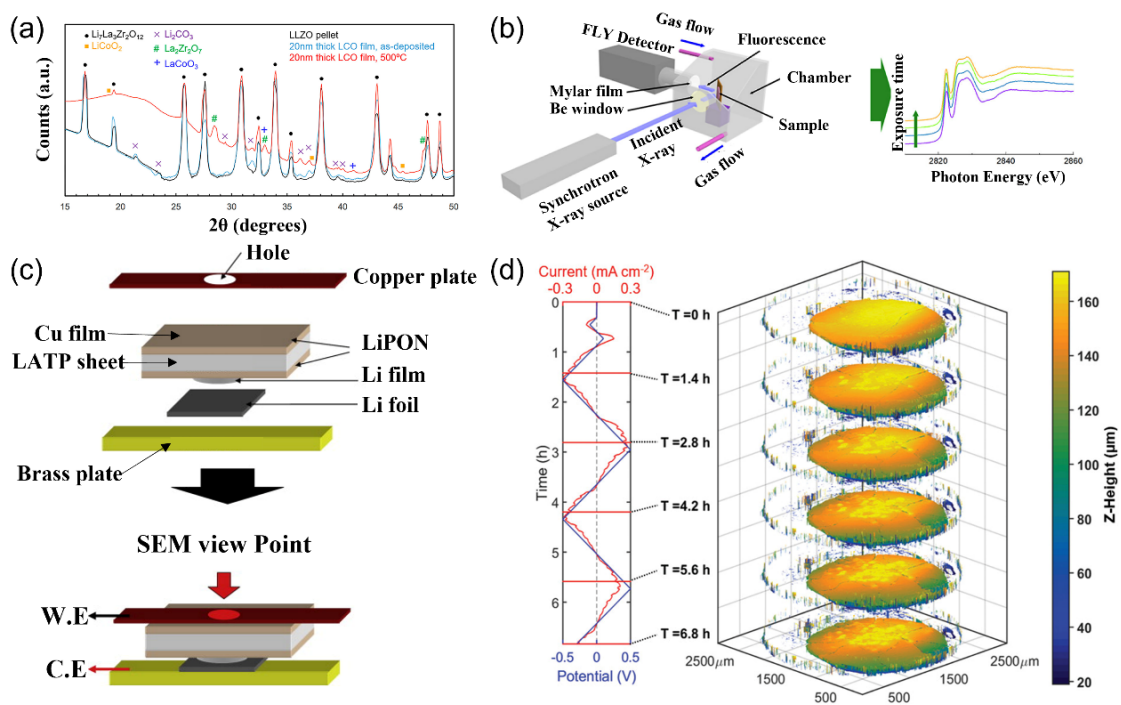 (a)
Li₇La₃Zr₂O₁₂
LiCoO₂
Li₂CO₃
La₂Zr₂O₇
LaCoO₃
LLZO pellet
20nm thick LCO film, as-deposited
20nm thick LCO film, 500ºC
Counts (a.u.)
15 20 25 30 35 40 45 50
2θ (degrees)
(b)
Gas flow
FLY Detector
Fluorescence
Chamber
Mylar film
Be window
Sample
Incident
X-ray
Gas flow
Synchrotron
X-ray source
Exposure time
2820 2840 2860
Photon Energy (eV)
(c)
Hole
Copper plate
Cu film
LiPON
LATP sheet
Li film
Li foil
Brass plate
SEM view Point
W.E
C.E
(d)
Current (mA cm⁻²)
-0.3 0 0.3
0
1
2
3
4
5
6
Time (h)
-0.5 0 0.5
Potential (V)
T =0 h
T =1.4 h
T =2.8 h
T =4.2 h
T =5.6 h
T =6.8 h
2500μm
1500
500
500
1500
2500μm
160
140
120
100
80
60
40
20
Z-Height (μm)